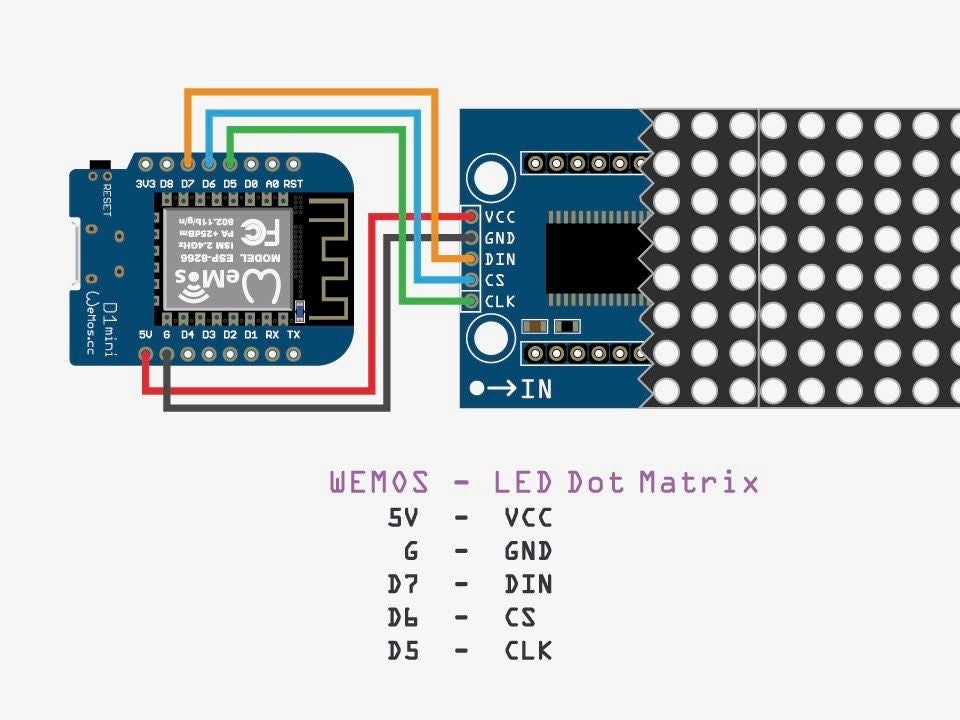 3V3 D8 D7 D6 D5 D0 A0 RST
RESET
MODEL ESP-8266
ISM 2.4GHz
PA +25dBm
802.11b/g/n
FC
WeMos
D1 mini
WeMos.cc
5V G D4 D3 D2 D1 RX TX
VCC
GND
DIN
CS
CLK
IN
WEMOS - LED Dot Matrix
5V - VCC
G - GND
D7 - DIN
D6 - CS
D5 - CLK